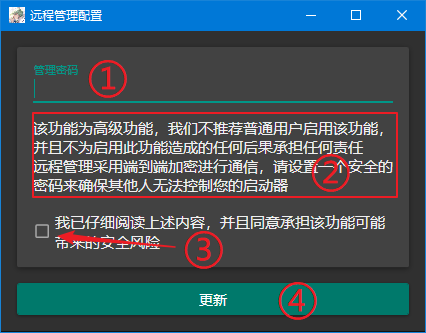 远程管理配置
管理密码
①
该功能为高级功能，我们不推荐普通用户启用该功能，
并且不为启用此功能造成的任何后果承担任何责任
远程管理采用端到端加密进行通信，请设置一个安全的
密码来确保其他人无法控制您的启动器
②
我已仔细阅读上述内容，并且同意承担该功能可能
带来的安全风险
③
更新
④